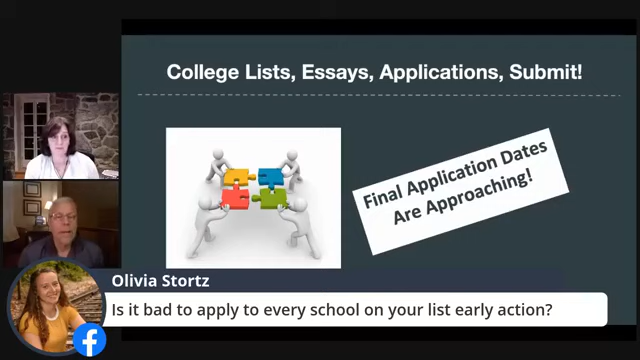 College Lists, Essays, Applications, Submit!
Final Application Dates
Are Approaching!
Olivia Stortz
Is it bad to apply to every school on your list early action?